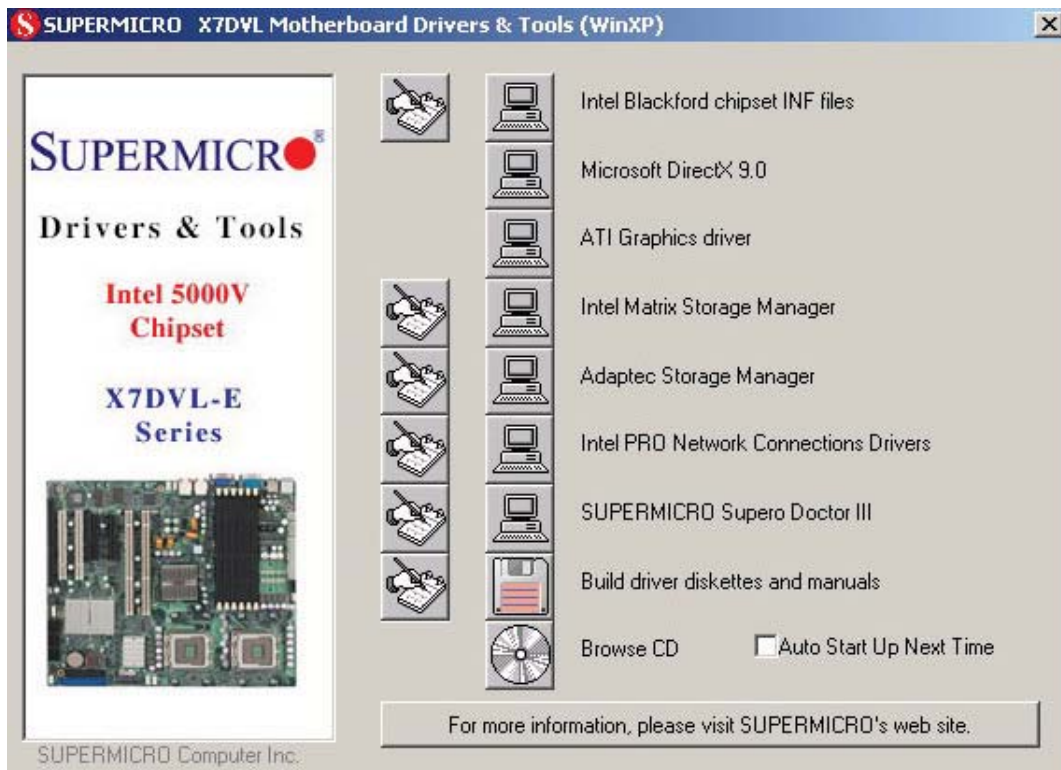 SUPERMICRO X7DVL Motherboard Drivers & Tools (WinXP)
SUPERMICRO®
Drivers & Tools
Intel 5000V
Chipset
X7DVL-E
Series
SUPERMICRO Computer Inc.
Intel Blackford chipset INF files
Microsoft DirectX 9.0
ATI Graphics driver
Intel Matrix Storage Manager
Adaptec Storage Manager
Intel PRO Network Connections Drivers
SUPERMICRO Supero Doctor III
Build driver diskettes and manuals
Browse CD
Auto Start Up Next Time
For more information, please visit SUPERMICRO's web site.